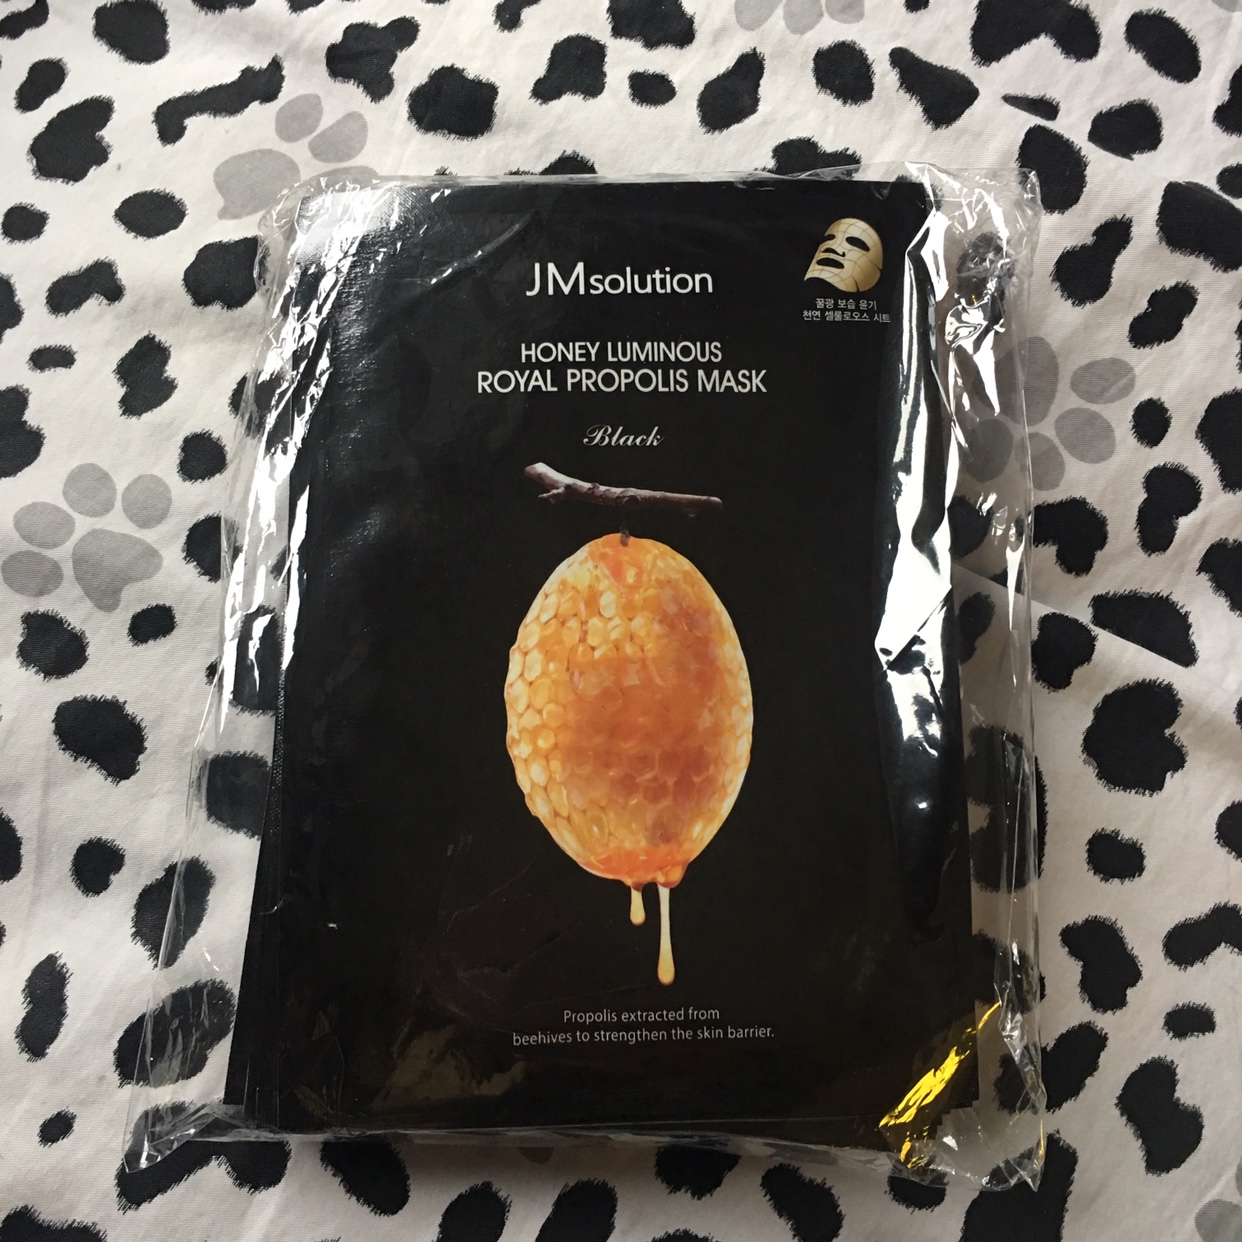 JMsolution
꿀광 보습 윤기
천연 셀룰로오스 시트
HONEY LUMINOUS
ROYAL PROPOLIS MASK
Black
Propolis extracted from
beehives to strengthen the skin barrier.